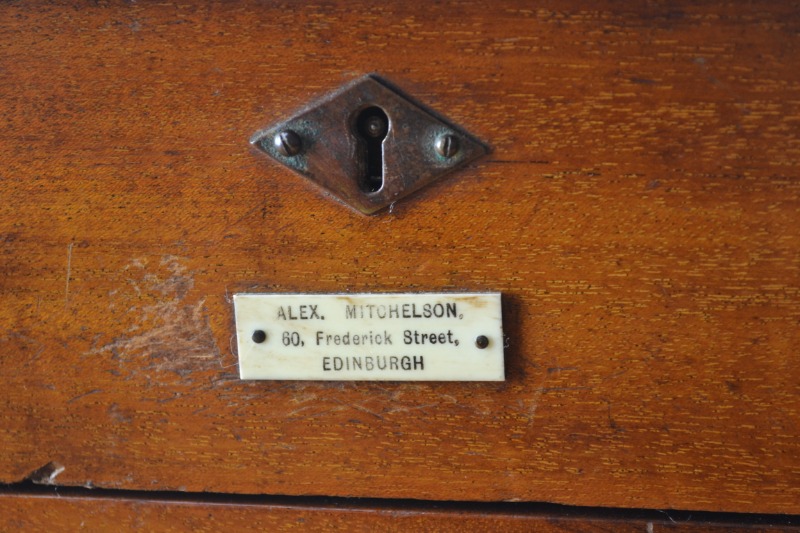 ALEX. MITCHELSON,
60, Frederick Street,
EDINBURGH